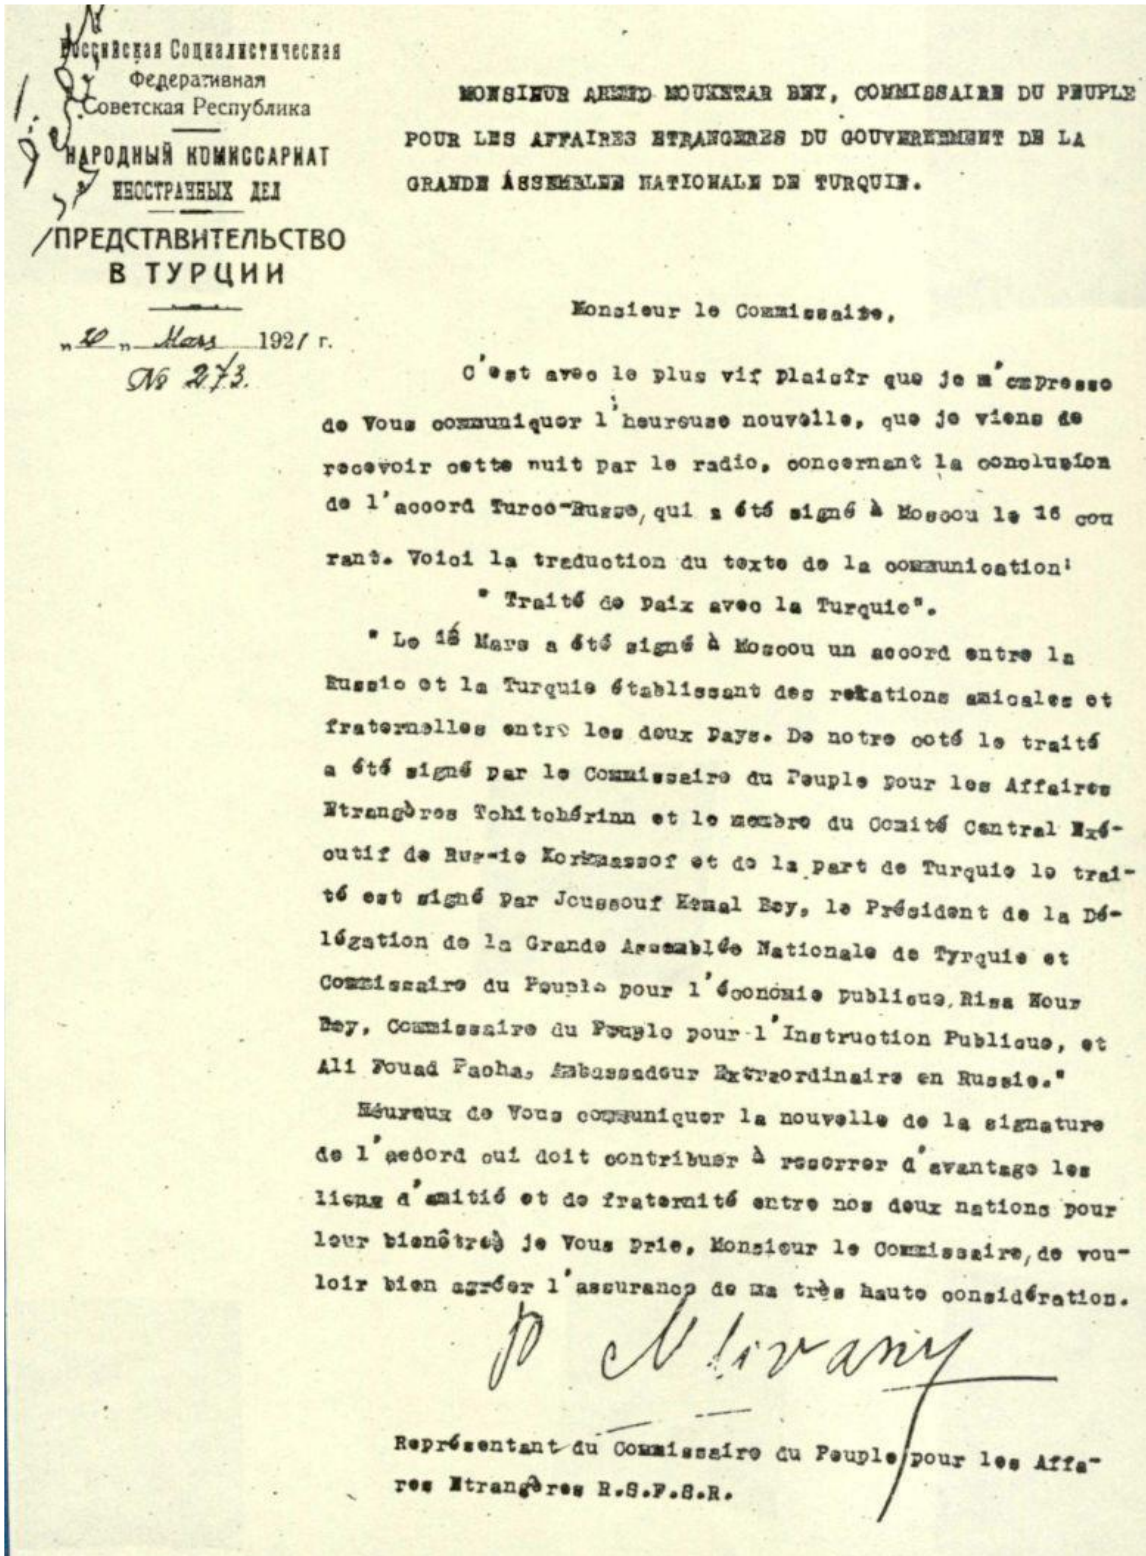 Российская Социалистическая
Федеративная
Советская Республика
НАРОДНЫЙ КОМИССАРИАТ
ИНОСТРАННЫХ ДЕЛ
ПРЕДСТАВИТЕЛЬСТВО
В ТУРЦИИ
"20" Mars 1921 г.
№ 273.
MONSIEUR AHMED MOUKHTAR BEY, COMMISSAIRE DU PEUPLE
POUR LES AFFAIRES ETRANGERES DU GOUVERNEMENT DE LA
GRANDE ASSEMBLEE NATIONALE DE TURQUIE.
Monsieur le Commissaire,
C'est avec le plus vif plaisir que je m'empresse
de Vous communiquer l'heureuse nouvelle, que je viens de
recevoir cette nuit par le radio, concernant la conclusion
de l'accord Turco-Russe, qui a été signé à Moscou le 16 cou
rant. Voici la traduction du texte de la communication:
" Traité de paix avec la Turquie".
" Le 16 Mars a été signé à Moscou un accord entre la
Russie et la Turquie établissant des relations amicales et
fraternelles entre les deux pays. De notre coté le traité
a été signé par le Commissaire du Peuple pour les Affaires
Etrangères Tchitchérinn et le membre du Comité Central Exé-
cutif de Russie Korkmassof et de la part de Turquie le trai-
té est signé par Joussouf Kemal Bey, le Président de la Dé-
légation de la Grande Assemblée Nationale de Tyrquie et
Commissaire du Peuple pour l'économie publique, Risa Nour
Bey, Commissaire du Peuple pour l'Instruction Publique, et
Ali Fouad Pacha, Ambassadeur Extraordinaire en Russie."
Heureux de Vous communiquer la nouvelle de la signature
de l'accord qui doit contribuer à resserrer d'avantage les
liens d'amitié et de fraternité entre nos deux nations pour
leur bienêtre, je Vous prie, Monsieur le Commissaire, de vou-
loir bien agréer l'assurance de ma très haute considération.
Représentant du Commissaire du Peuple pour les Affa-
res Etrangères R.S.F.S.R.